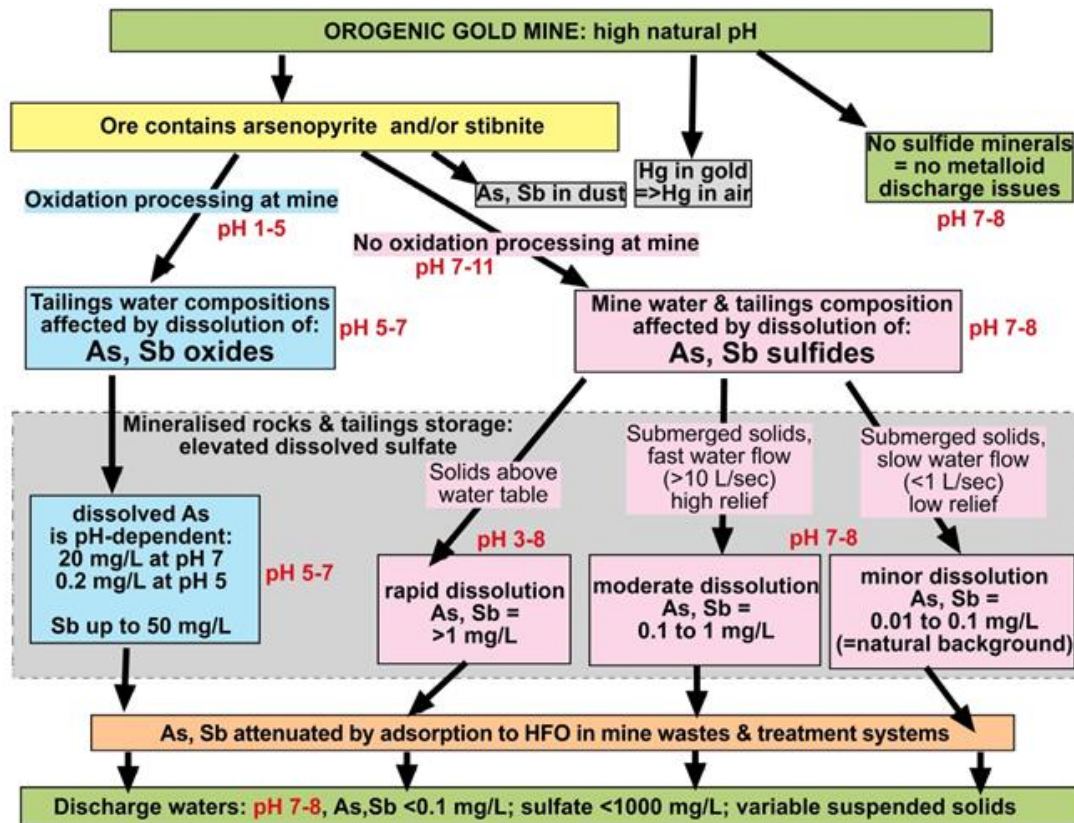 OROGENIC GOLD MINE: high natural pH
Ore contains arsenopyrite and/or stibnite
No sulfide minerals
= no metalloid
discharge issues
pH 7-8
Hg in gold
=>Hg in air
As, Sb in dust
Oxidation processing at mine
pH 1-5
No oxidation processing at mine
pH 7-11
Tailings water compositions
affected by dissolution of:
As, Sb oxides
pH 5-7
Mine water & tailings composition
affected by dissolution of:
As, Sb sulfides
pH 7-8
Mineralised rocks & tailings storage:
elevated dissolved sulfate
Solids above
water table
Submerged solids,
fast water flow
(>10 L/sec)
high relief
Submerged solids,
slow water flow
(<1 L/sec)
low relief
dissolved As
is pH-dependent:
20 mg/L at pH 7
0.2 mg/L at pH 5
Sb up to 50 mg/L
pH 5-7
pH 3-8
pH 7-8
rapid dissolution
As, Sb =
>1 mg/L
moderate dissolution
As, Sb =
0.1 to 1 mg/L
minor dissolution
As, Sb =
0.01 to 0.1 mg/L
(=natural background)
As, Sb attenuated by adsorption to HFO in mine wastes & treatment systems
Discharge waters: pH 7-8, As,Sb <0.1 mg/L; sulfate <1000 mg/L; variable suspended solids